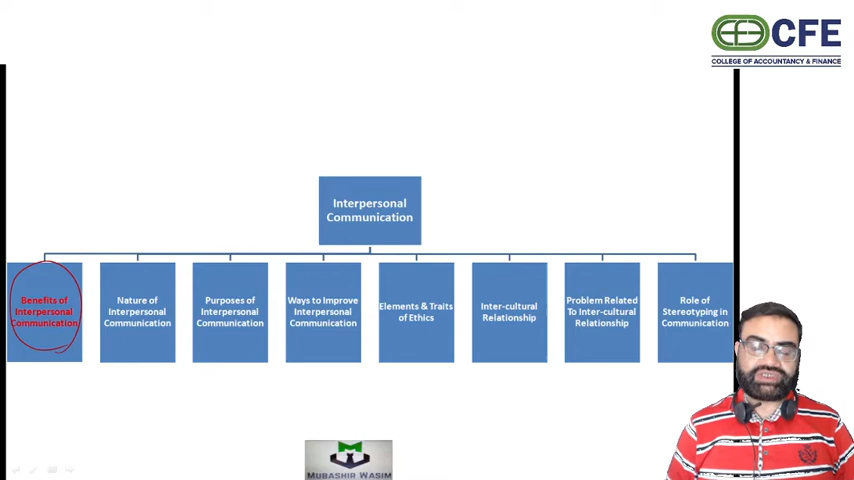 CFE
COLLEGE OF ACCOUNTANCY & FINANCE
Interpersonal
Communication
Benefits of
Interpersonal
Communication
Nature of
Interpersonal
Communication
Purposes of
Interpersonal
Communication
Ways to Improve
Interpersonal
Communication
Elements & Traits
of Ethics
Inter-cultural
Relationship
Problem Related
To Inter-cultural
Relationship
Role of
Stereotyping in
Communication
MUBASHIR WASIM